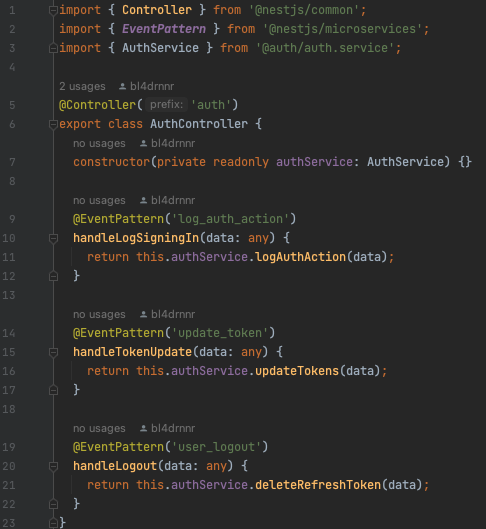 1 import { Controller } from '@nestjs/common';
2 import { EventPattern } from '@nestjs/microservices';
3 import { AuthService } from '@auth/auth.service';
4
2 usages bl4drnnr
5 @Controller( prefix: 'auth')
6 export class AuthController {
no usages bl4drnnr
7 constructor(private readonly authService: AuthService) {}
8
no usages bl4drnnr
9 @EventPattern('log_auth_action')
10 handleLogSigningIn(data: any) {
11 return this.authService.logAuthAction(data);
12 }
13
no usages bl4drnnr
14 @EventPattern('update_token')
15 handleTokenUpdate(data: any) {
16 return this.authService.updateTokens(data);
17 }
18
no usages bl4drnnr
19 @EventPattern('user_logout')
20 handleLogout(data: any) {
21 return this.authService.deleteRefreshToken(data);
22 }
23 }